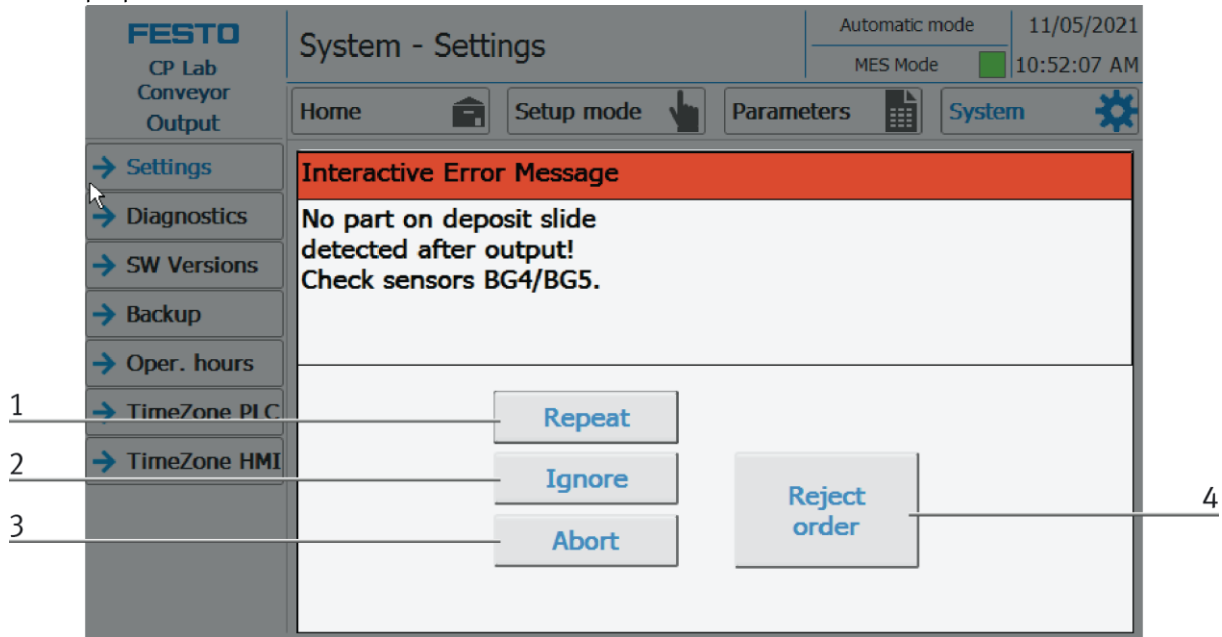 FESTO
CP Lab
Conveyor
Output
System - Settings
Automatic mode
MES Mode
11/05/2021
10:52:07 AM
Home
Setup mode
Parameters
System
Settings
Diagnostics
SW Versions
Backup
Oper. hours
TimeZone PLC
TimeZone HMI
Interactive Error Message
No part on deposit slide
detected after output!
Check sensors BG4/BG5.
1
Repeat
2
Ignore
3
Abort
Reject
order
4